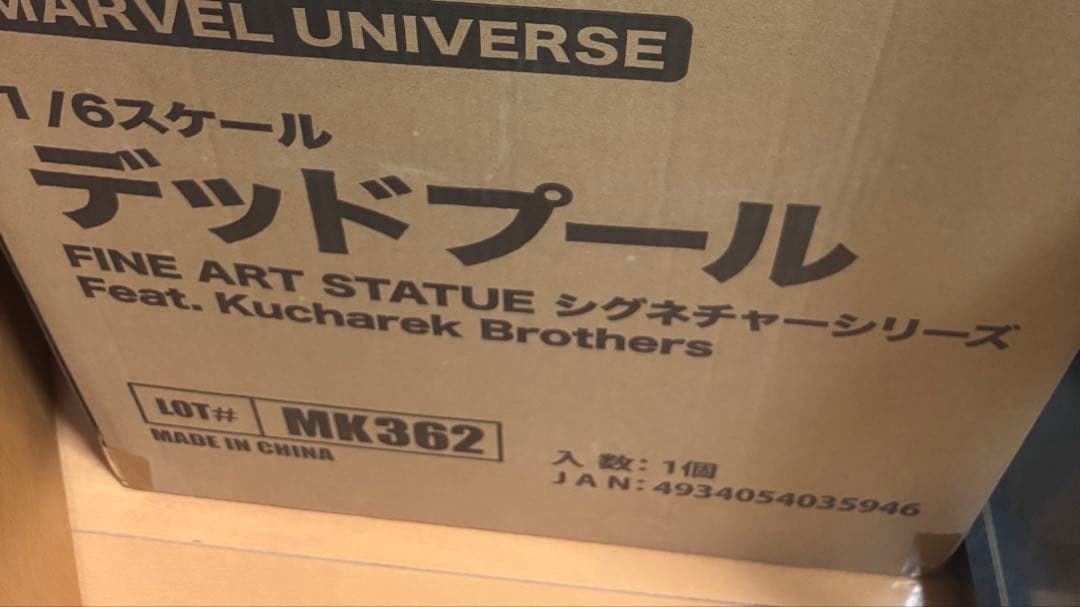 MARVEL UNIVERSE
1/6スケール
デッドプール
FINE ART STATUE シグネチャーシリーズ
Feat. Kucharek Brothers
LOT# MK362
MADE IN CHINA
入 数：1個
JAN：4934054035946